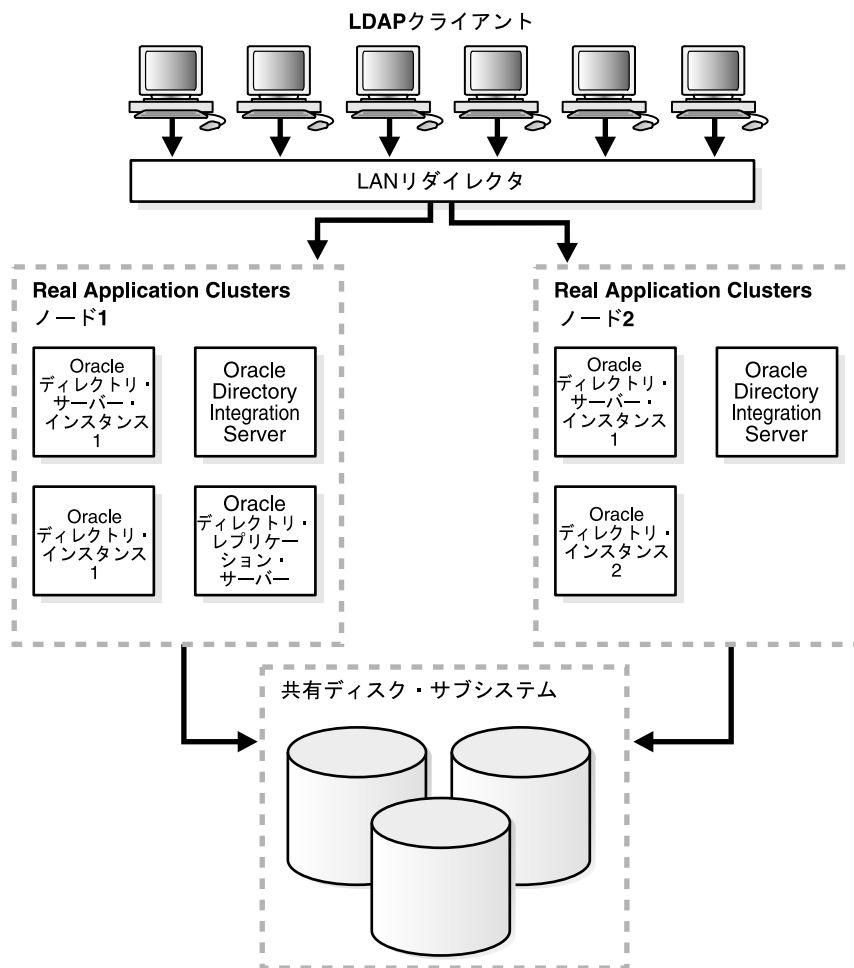 LDAPクライアント
LANリダイレクタ
Real Application Clusters
ノード1
Oracle
ディレクトリ・
サーバー・
インスタンス
1
Oracle
Directory
Integration
Server
Oracle
ディレクトリ・
インスタンス
1
Oracle
ディレクトリ・
レプリケー
ション・
サーバー
Real Application Clusters
ノード2
Oracle
ディレクトリ・
サーバー・
インスタンス
1
Oracle
Directory
Integration
Server
Oracle
ディレクトリ・
インスタンス
2
共有ディスク・サブシステム